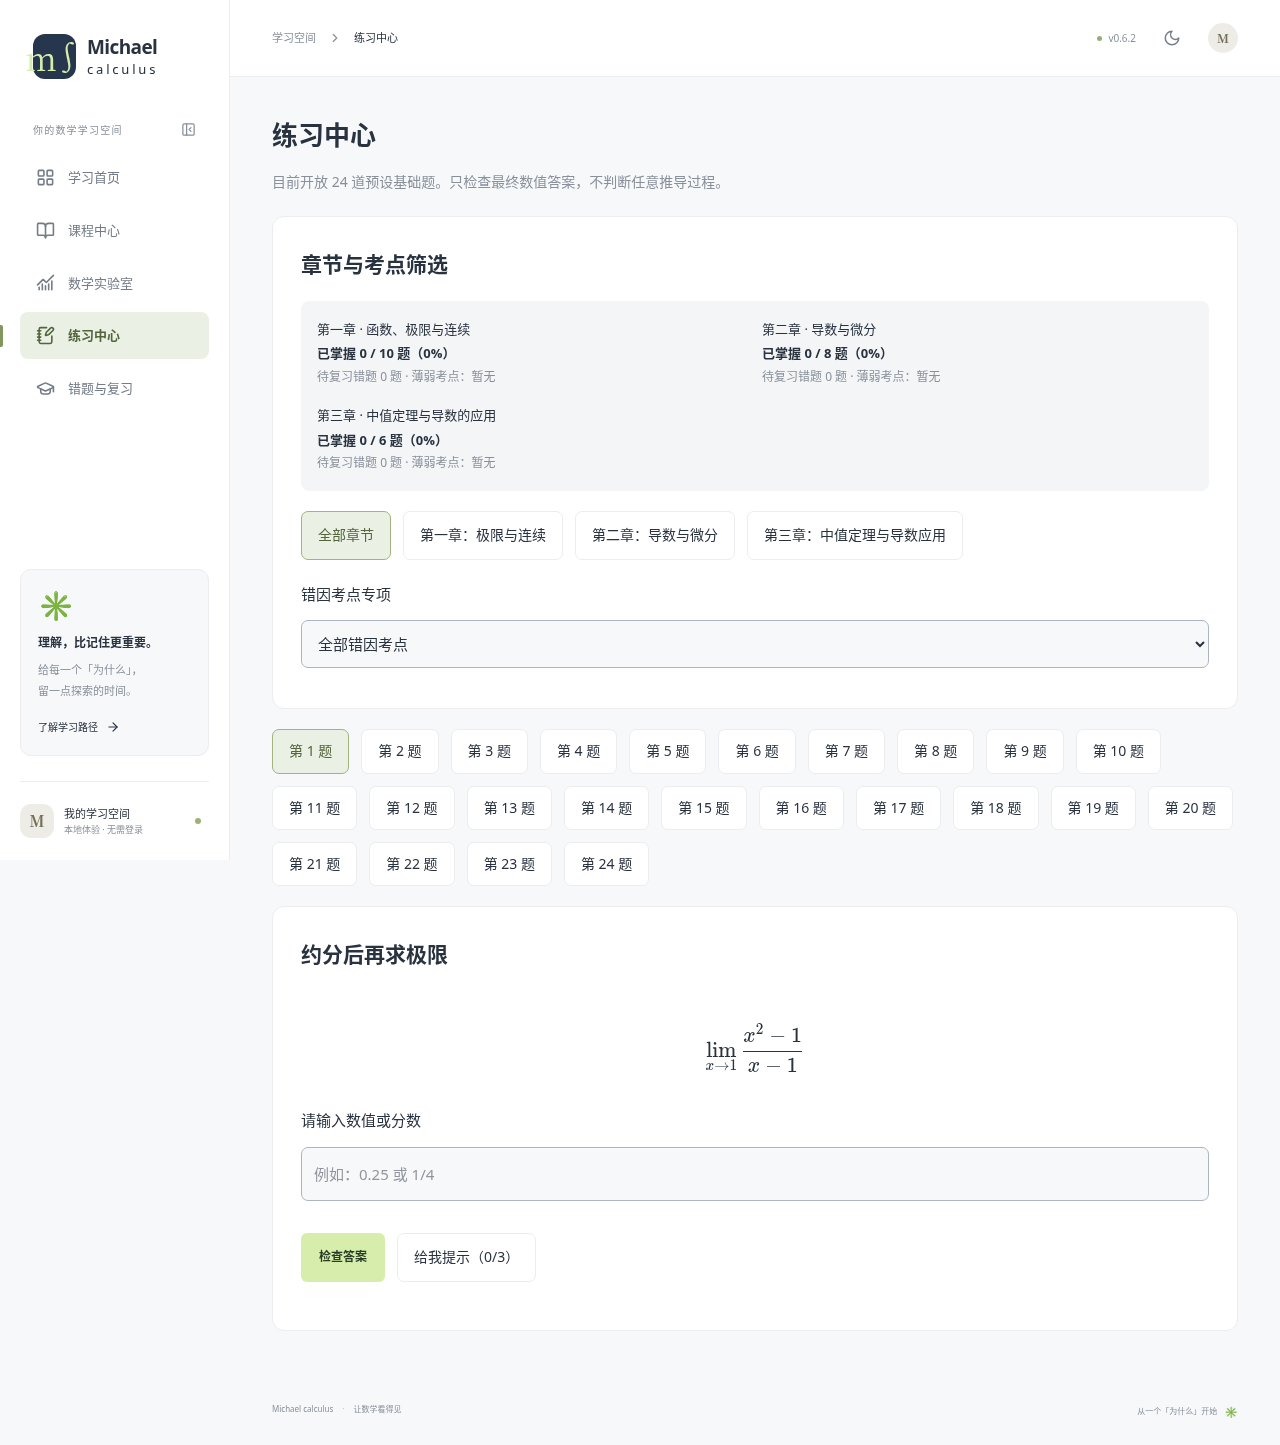 m∫
Michael
calculus
你的数学学习空间
学习首页
课程中心
数学实验室
练习中心
错题与复习
理解，比记住更重要。
给每一个「为什么」，
留一点探索的时间。
了解学习路径
M
我的学习空间
本地体验 · 无需登录
学习空间
练习中心
v0.6.2
M
练习中心
目前开放 24 道预设基础题。只检查最终数值答案，不判断任意推导过程。
章节与考点筛选
第一章 · 函数、极限与连续
已掌握 0 / 10 题（0%）
待复习错题 0 题 · 薄弱考点：暂无
第二章 · 导数与微分
已掌握 0 / 8 题（0%）
待复习错题 0 题 · 薄弱考点：暂无
第三章 · 中值定理与导数的应用
已掌握 0 / 6 题（0%）
待复习错题 0 题 · 薄弱考点：暂无
全部章节 第一章：极限与连续 第二章：导数与微分 第三章：中值定理与导数应用
错因考点专项
全部错因考点
第 1 题 第 2 题 第 3 题 第 4 题 第 5 题 第 6 题 第 7 题 第 8 题 第 9 题 第 10 题
第 11 题 第 12 题 第 13 题 第 14 题 第 15 题 第 16 题 第 17 题 第 18 题 第 19 题 第 20 题
第 21 题 第 22 题 第 23 题 第 24 题
约分后再求极限
lim x→1 (x² − 1)/(x − 1)
请输入数值或分数
例如：0.25 或 1/4
检查答案 给我提示（0/3）
Michael calculus · 让数学看得见
从一个「为什么」开始